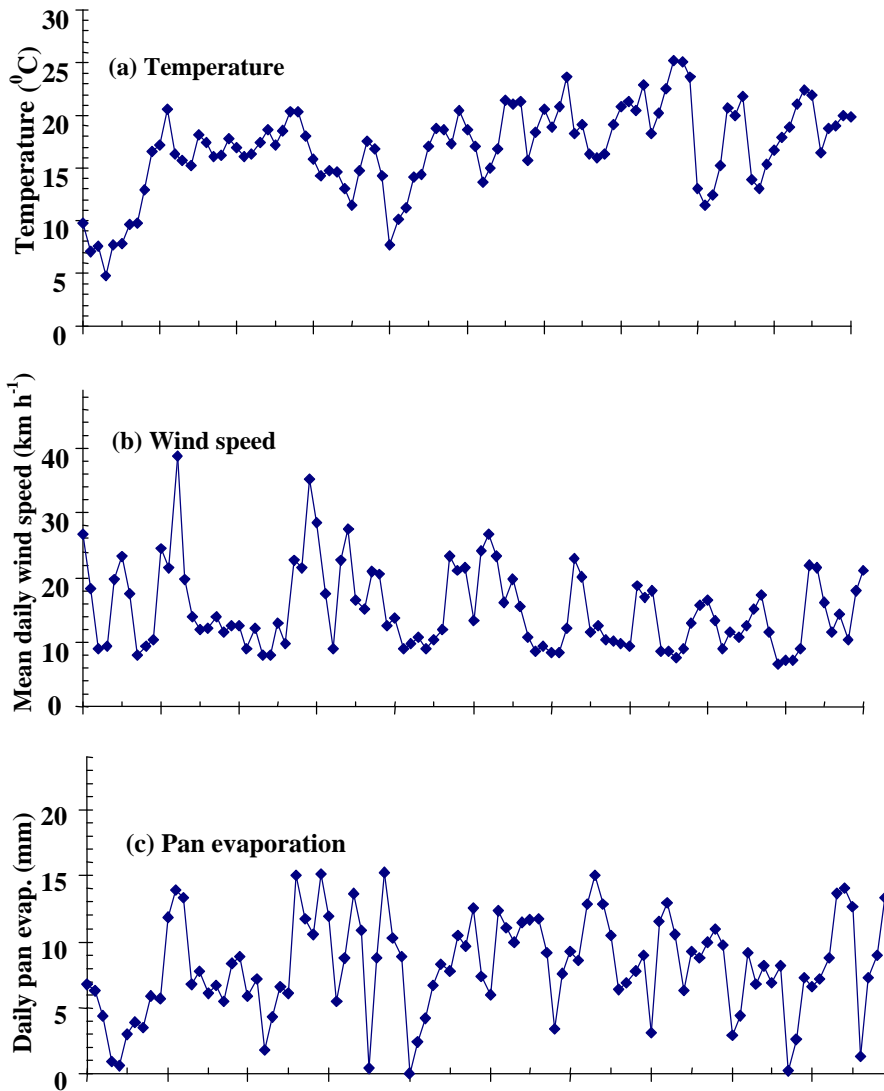 30
(a) Temperature
25
20
15
10
5
0
Temperature (⁰C)
(b) Wind speed
40
30
20
10
0
Mean daily wind speed (km h⁻¹)
20
(c) Pan evaporation
15
10
5
0
Daily pan evap. (mm)